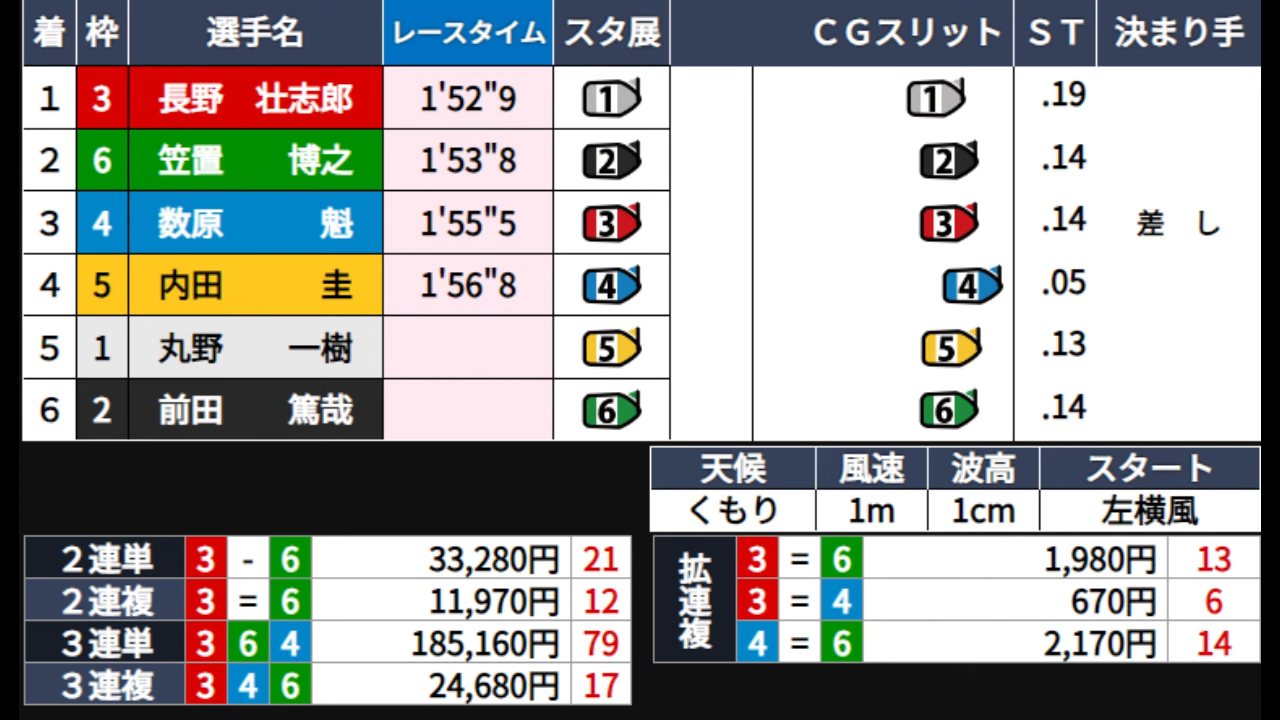 着 枠 選手名 レースタイム スタ展 ＣＧスリット ＳＴ 決まり手
1 3 長野 壮志郎 1'52"9 1 1 .19
2 6 笠置 博之 1'53"8 2 2 .14
3 4 数原 魁 1'55"5 3 3 .14 差 し
4 5 内田 圭 1'56"8 4 4 .05
5 1 丸野 一樹 5 5 .13
6 2 前田 篤哉 6 6 .14
天候 風速 波高 スタート
くもり 1m 1cm 左横風
２連単 3 - 6 33,280円 21
２連複 3 = 6 11,970円 12
３連単 3 6 4 185,160円 79
３連複 3 4 6 24,680円 17
拡連複
3 = 6 1,980円 13
3 = 4 670円 6
4 = 6 2,170円 14